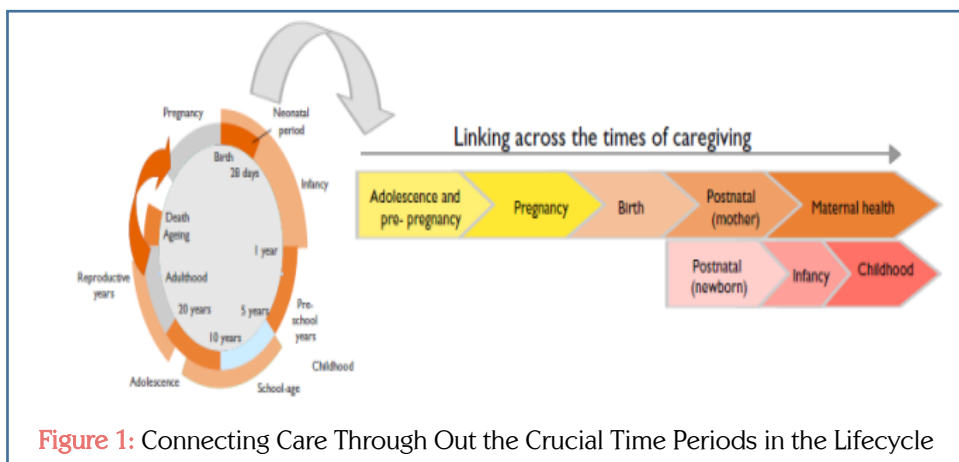 Pregnancy
Neonatal
period
Birth
28 days
Infancy
Death
Ageing
1 year
Reproductive
years
Adulthood
20 years
5 years
Pre-
school
years
10 years
Childhood
Adolescence
School-age
Linking across the times of caregiving
Adolescence and
pre- pregnancy
Pregnancy
Birth
Postnatal
(mother)
Maternal health
Postnatal
(newborn)
Infancy
Childhood
Figure 1: Connecting Care Through Out the Crucial Time Periods in the Lifecycle